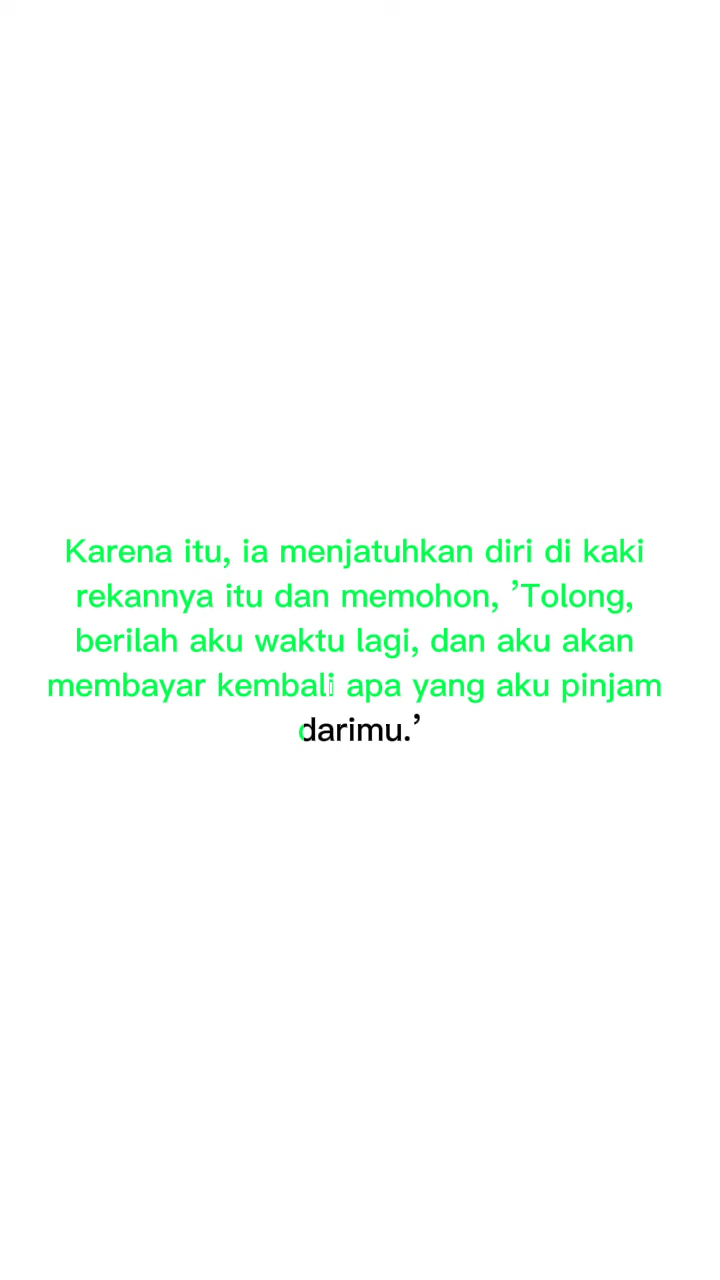 Karena itu, ia menjatuhkan diri di kaki
rekannya itu dan memohon, ’Tolong,
berilah aku waktu lagi, dan aku akan
membayar kembali apa yang aku pinjam
darimu.’